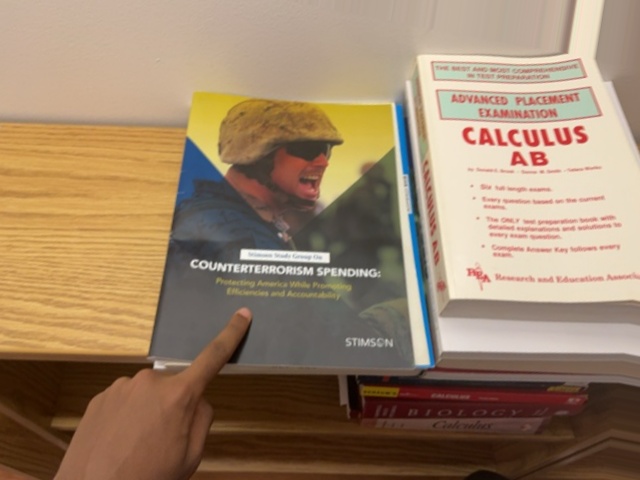 Stimson Study Group On
COUNTERTERRORISM SPENDING:
Protecting America While Promoting
Efficiencies and Accountability
STIMSON
THE BEST AND MOST COMPREHENSIVE
IN TEST PREPARATION
ADVANCED PLACEMENT
EXAMINATION
CALCULUS
AB
• Six full length exams.
• Every question based on the current
exams.
• The ONLY test preparation book with
detailed explanations and solutions to
every exam question.
• Complete Answer Key follows every
exam.
REA Research and Education Associa
CALCULUS AB
CALCULUS
BIOLOGY
Calculus